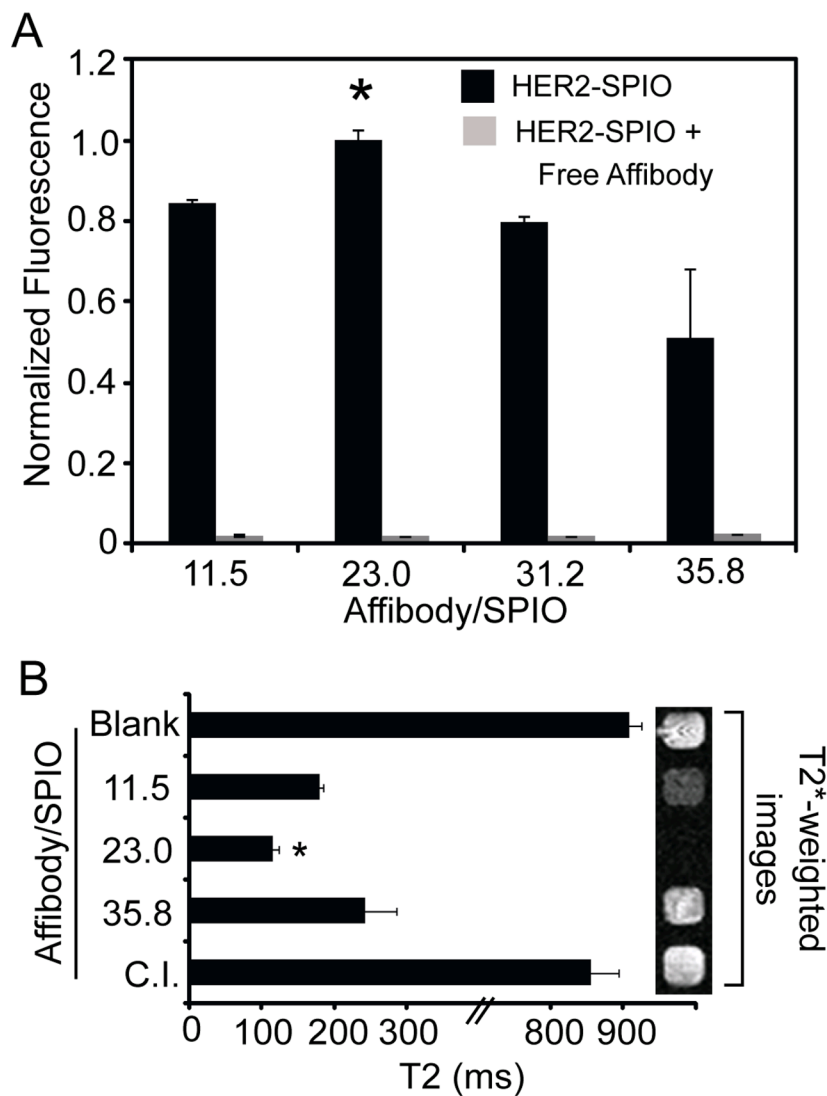 A
Normalized Fluorescence
1.2
1.0
0.8
0.6
0.4
0.2
0
*
HER2-SPIO
HER2-SPIO +
Free Affibody
11.5
23.0
31.2
35.8
Affibody/SPIO
B
Affibody/SPIO
Blank
11.5
23.0
*
35.8
C.I.
0
100
200
300
//
800
900
T2 (ms)
T2*-weighted
images